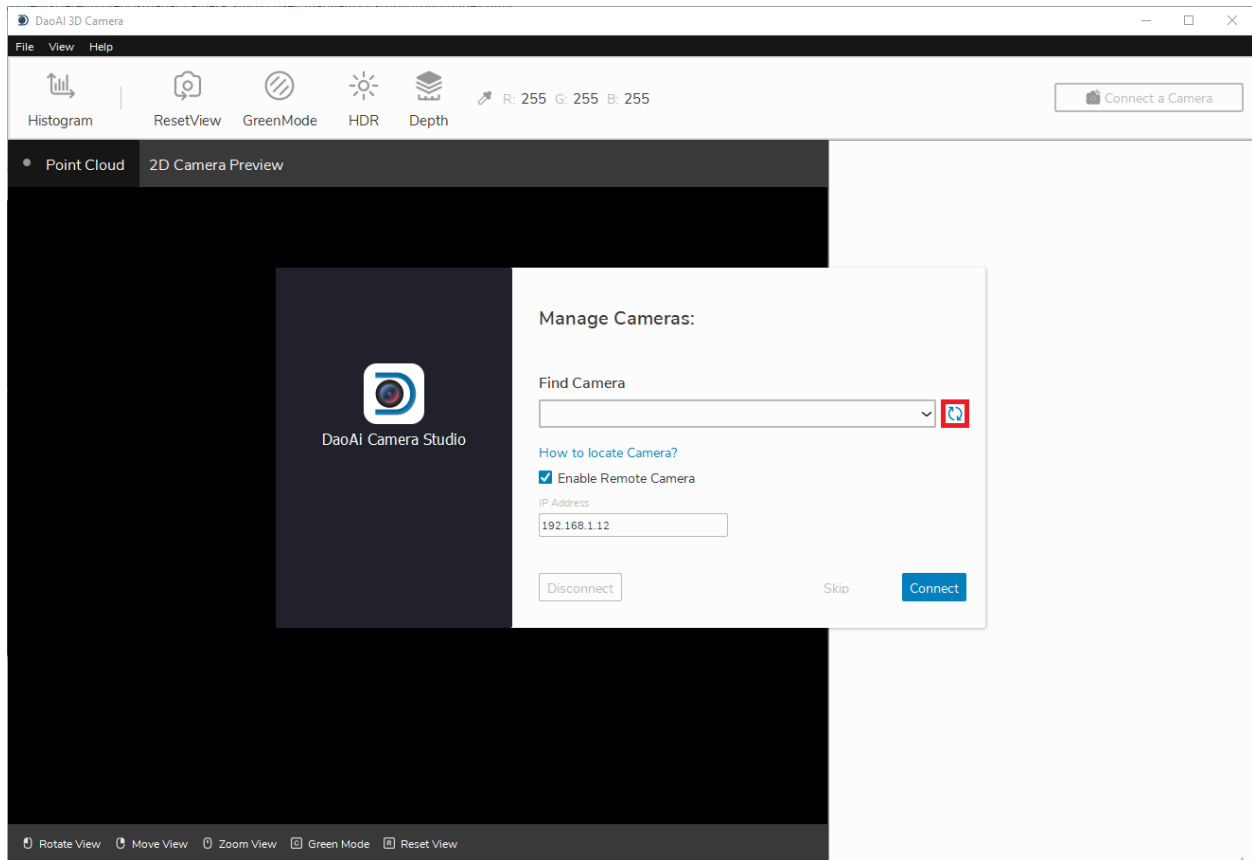 DaoAI 3D Camera
File View Help
Histogram ResetView GreenMode HDR Depth
R: 255 G: 255 B: 255
Connect a Camera
Point Cloud 2D Camera Preview
DaoAi Camera Studio
Manage Cameras:
Find Camera
How to locate Camera?
Enable Remote Camera
IP Address
192.168.1.12
Disconnect Skip Connect
Rotate View Move View Zoom View C Green Mode R Reset View